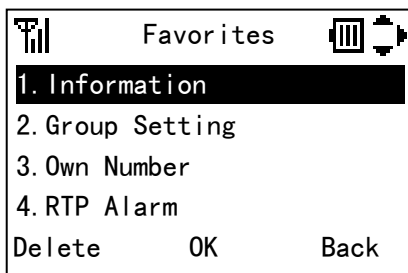 Favorites
1.Information
2.Group Setting
3.Own Number
4.RTP Alarm
Delete OK Back